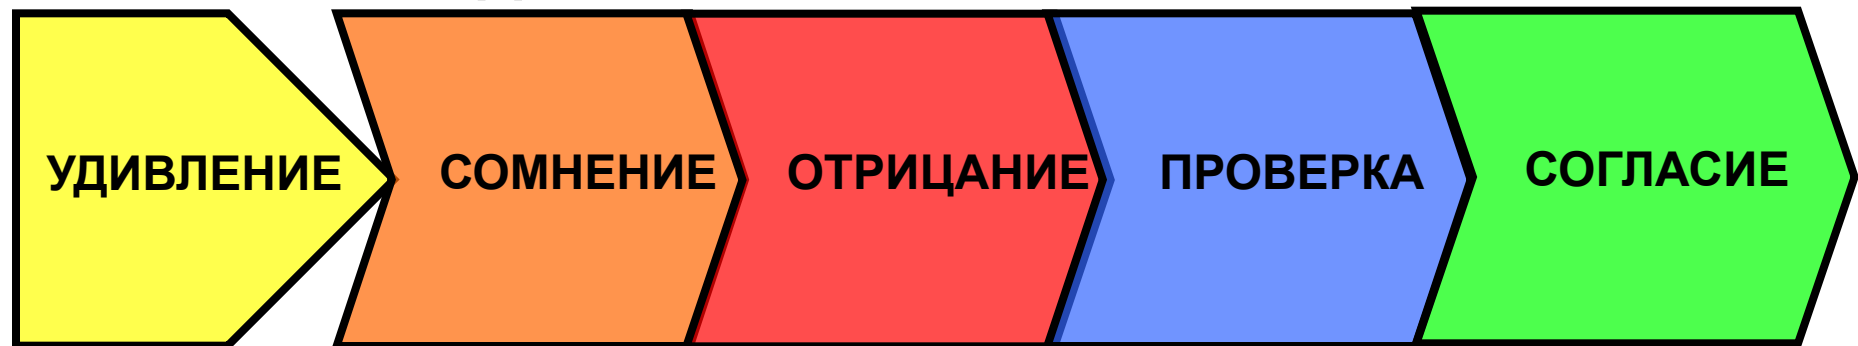 УДИВЛЕНИЕ СОМНЕНИЕ ОТРИЦАНИЕ ПРОВЕРКА СОГЛАСИЕ